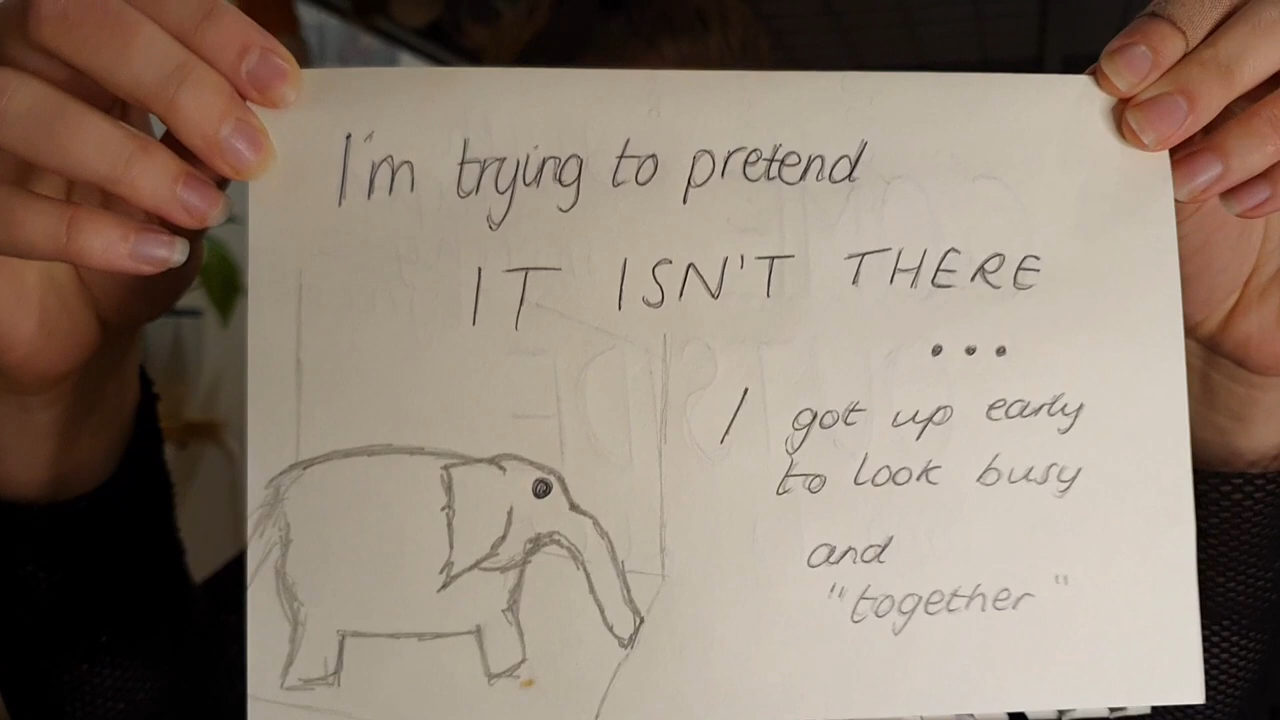 I'm trying to pretend
IT ISN'T THERE
...
I got up early
to look busy
and
"together"